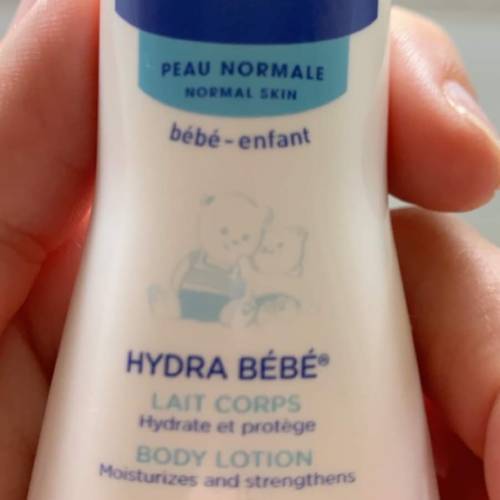 PEAU NORMALE
NORMAL SKIN
bébé-enfant
HYDRA BÉBÉ®
LAIT CORPS
Hydrate et protège
BODY LOTION
Moisturizes and strengthens